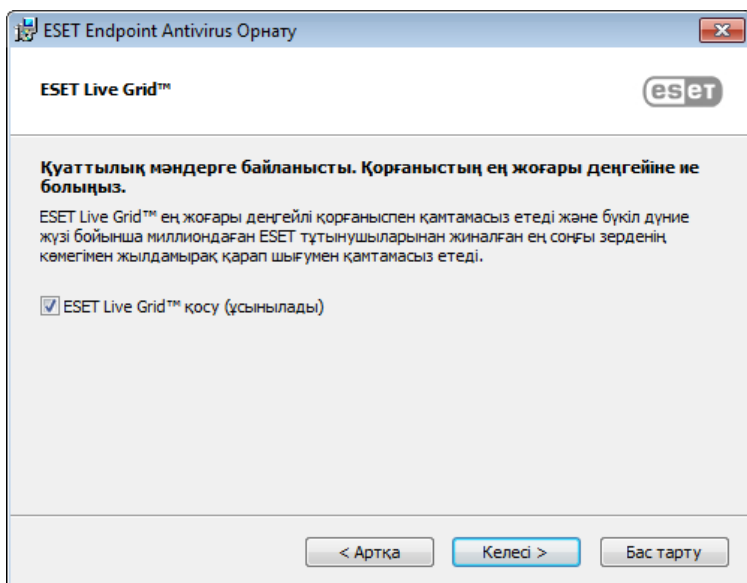 ESET Endpoint Antivirus Орнату
ESET Live Grid™
eseт
Қуаттылық мәндерге байланысты. Қорғаныстың ең жоғары деңгейіне ие
болыңыз.
ESET Live Grid™ ең жоғары деңгейлі қорғаныспен қамтамасыз етеді және бүкіл дүние
жүзі бойынша миллиондаған ESET тұтынушыларынан жиналған ең соңғы зерденің
көмегімен жылдамырақ қарап шығумен қамтамасыз етеді.
ESET Live Grid™ қосу (ұсынылады)
< Артқа
Келесі >
Бас тарту